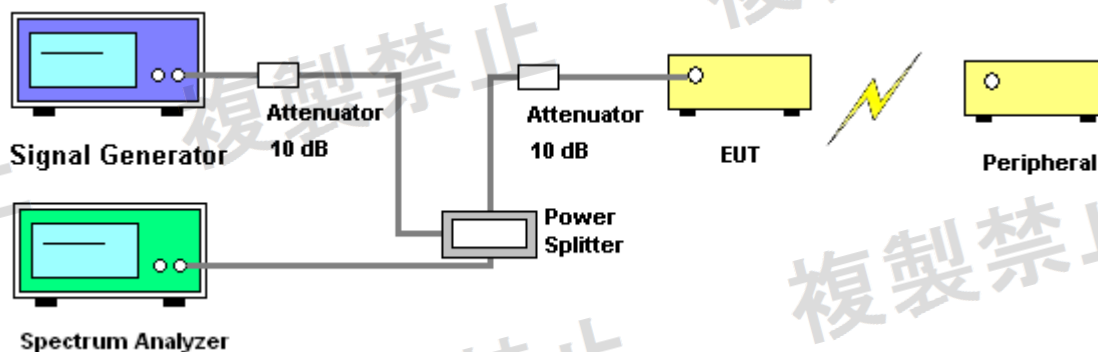 複製禁止
Attenuator
10 dB
Attenuator
10 dB
Signal Generator
EUT
Peripheral
Power
Splitter
複製禁止
Spectrum Analyzer